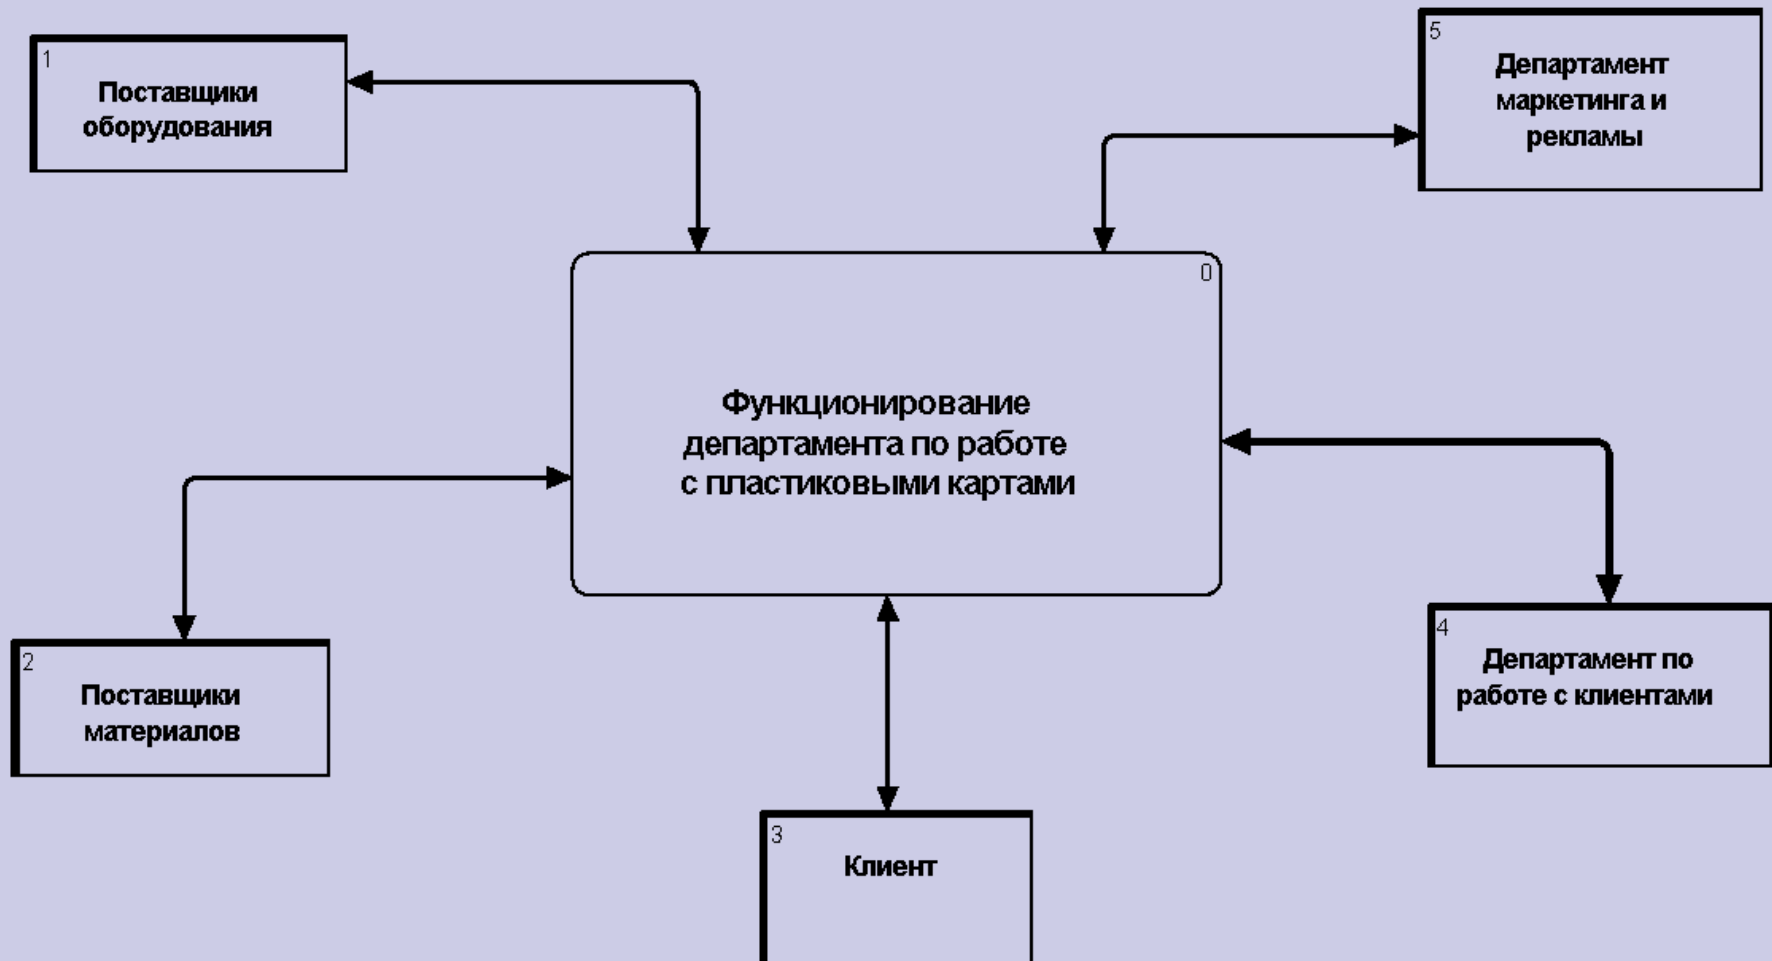 1
Поставщики
оборудования
5
Департамент
маркетинга и
рекламы
0
Функционирование
департамента по работе
с пластиковыми картами
2
Поставщики
материалов
4
Департамент по
работе с клиентами
3
Клиент